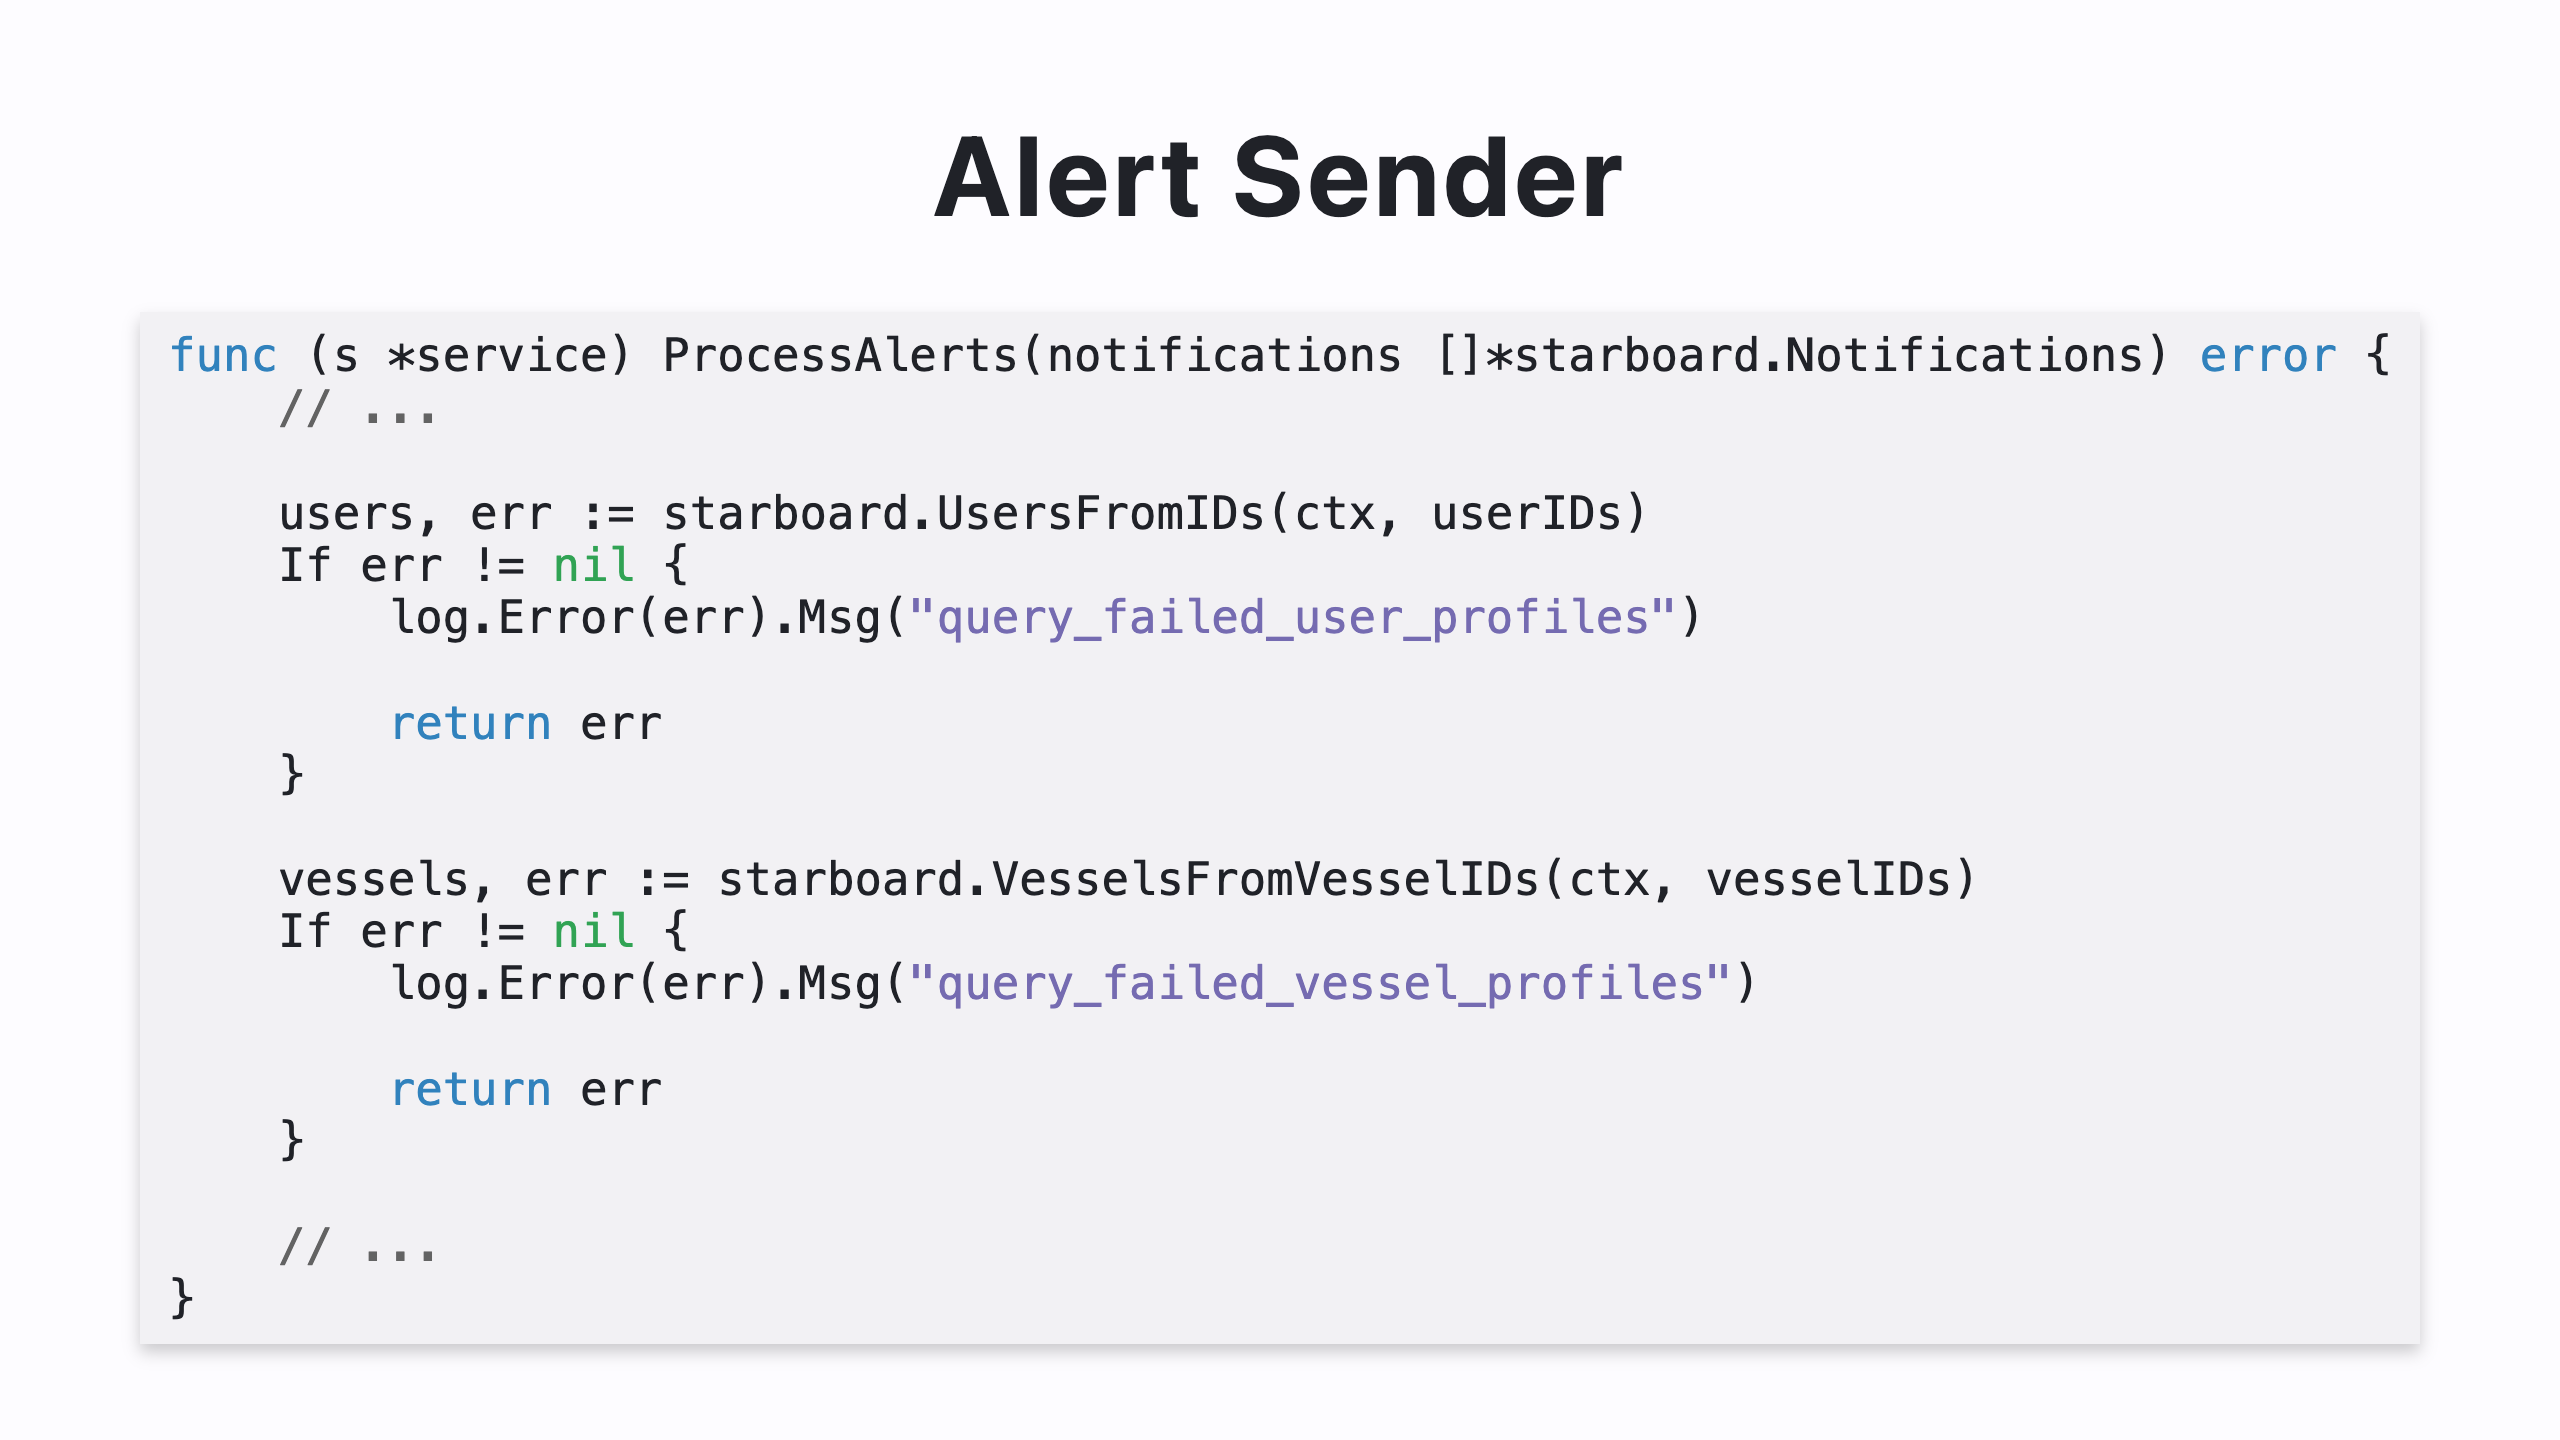 Alert Sender
func (s *service) ProcessAlerts(notifications []*starboard.Notifications) error {
    // ...

    users, err := starboard.UsersFromIDs(ctx, userIDs)
    If err != nil {
        log.Error(err).Msg("query_failed_user_profiles")

        return err
    }

    vessels, err := starboard.VesselsFromVesselIDs(ctx, vesselIDs)
    If err != nil {
        log.Error(err).Msg("query_failed_vessel_profiles")

        return err
    }

    // ...
}